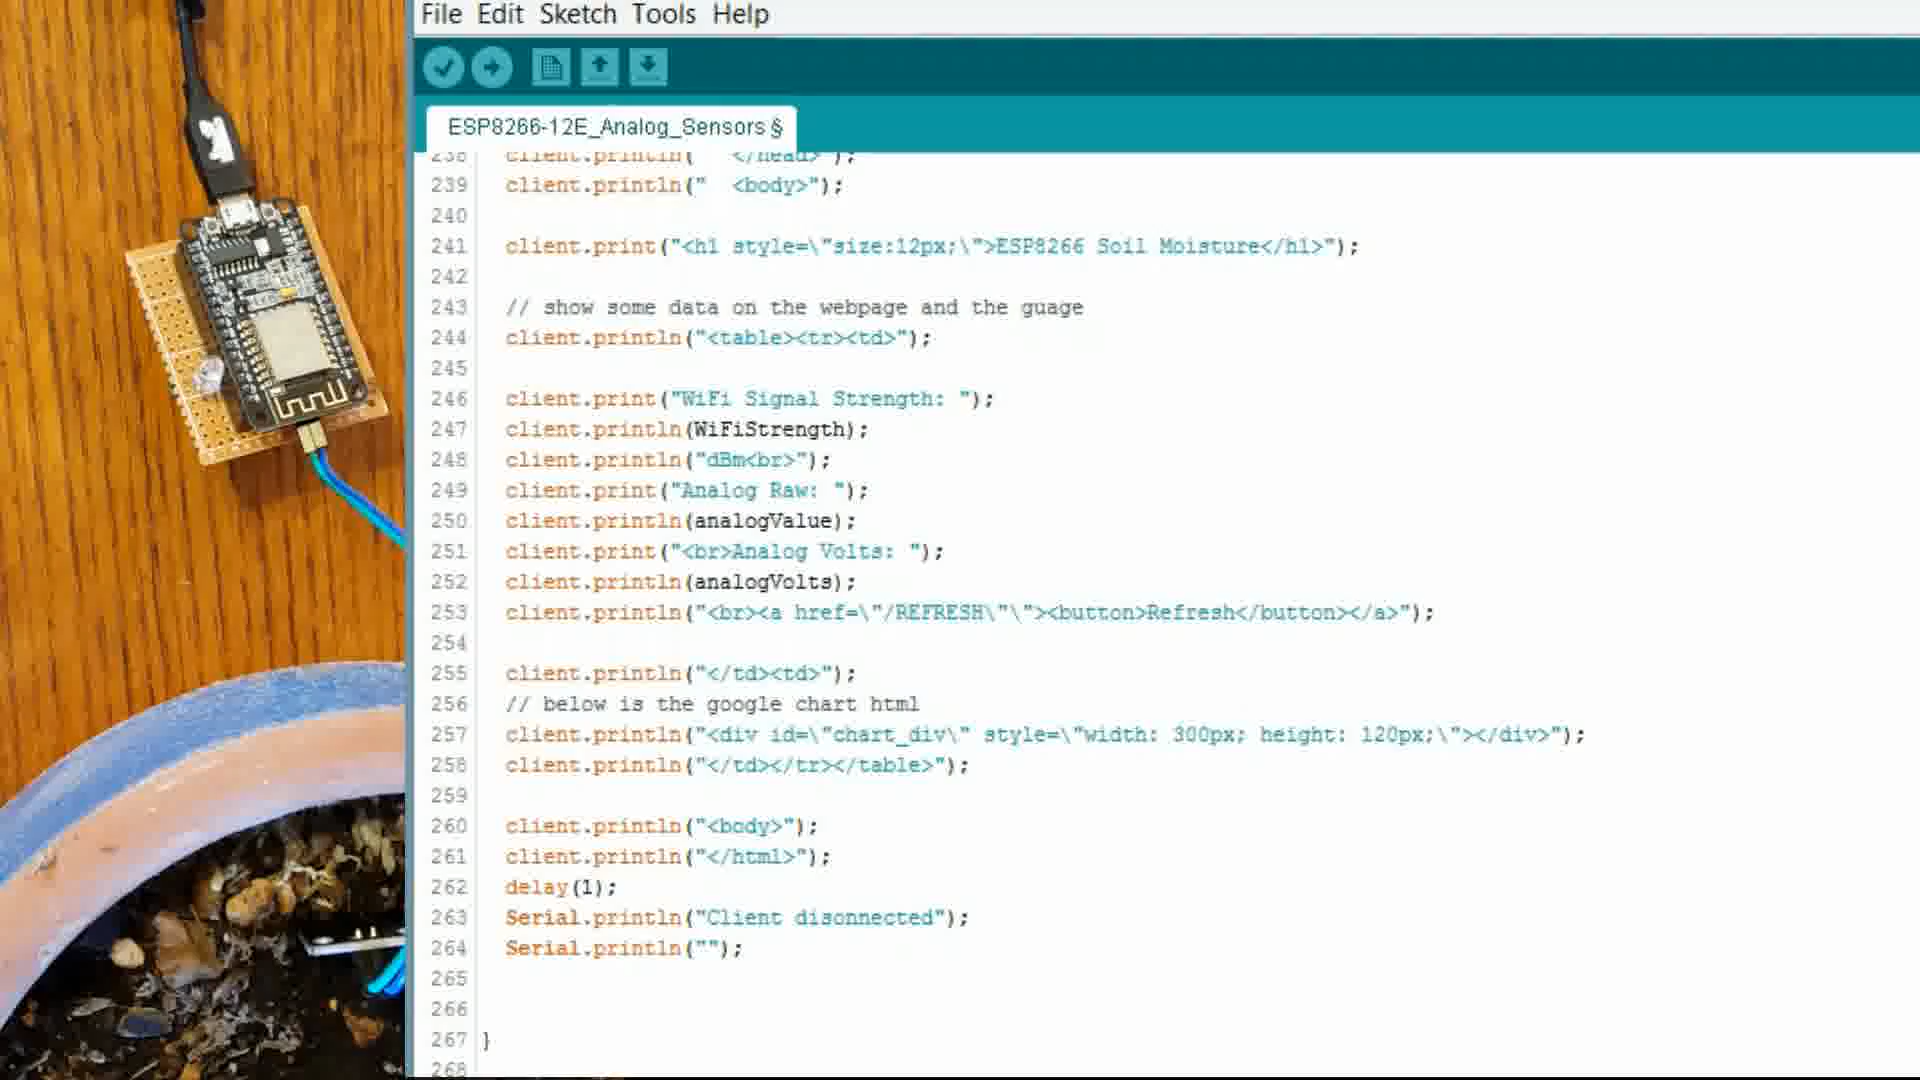 File Edit Sketch Tools Help
ESP8266-12E_Analog_Sensors §
238 client.println("  </head>");
239 client.println("  <body>");
240
241 client.print("<h1 style=\"size:12px;\">ESP8266 Soil Moisture</h1>");
242
243 // show some data on the webpage and the guage
244 client.println("<table><tr><td>");
245
246 client.print("WiFi Signal Strength: ");
247 client.println(WiFiStrength);
248 client.println("dBm<br>");
249 client.print("Analog Raw: ");
250 client.println(analogValue);
251 client.print("<br>Analog Volts: ");
252 client.println(analogVolts);
253 client.println("<br><a href=\"/REFRESH\"\"><button>Refresh</button></a>");
254
255 client.println("</td><td>");
256 // below is the google chart html
257 client.println("<div id=\"chart_div\" style=\"width: 300px; height: 120px;\"></div>");
258 client.println("</td></tr></table>");
259
260 client.println("<body>");
261 client.println("</html>");
262 delay(1);
263 Serial.println("Client disonnected");
264 Serial.println("");
265
266
267 }
268